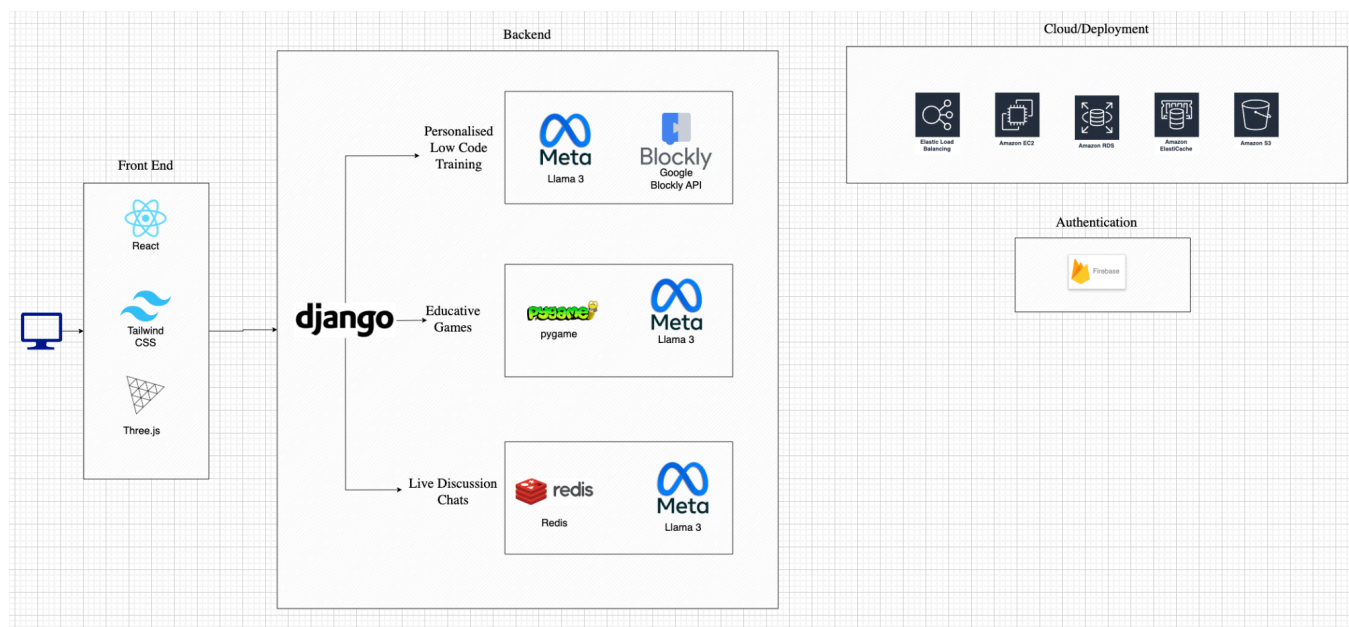 Front End
React
Tailwind
CSS
Three.js
Backend
django
Personalised
Low Code
Training
Meta
Llama 3
Blockly
Google
Blockly API
Educative
Games
pygame
pygame
Meta
Llama 3
Live Discussion
Chats
redis
Redis
Meta
Llama 3
Cloud/Deployment
Elastic Load
Balancing
Amazon EC2
Amazon RDS
Amazon
ElastiCache
Amazon S3
Authentication
Firebase